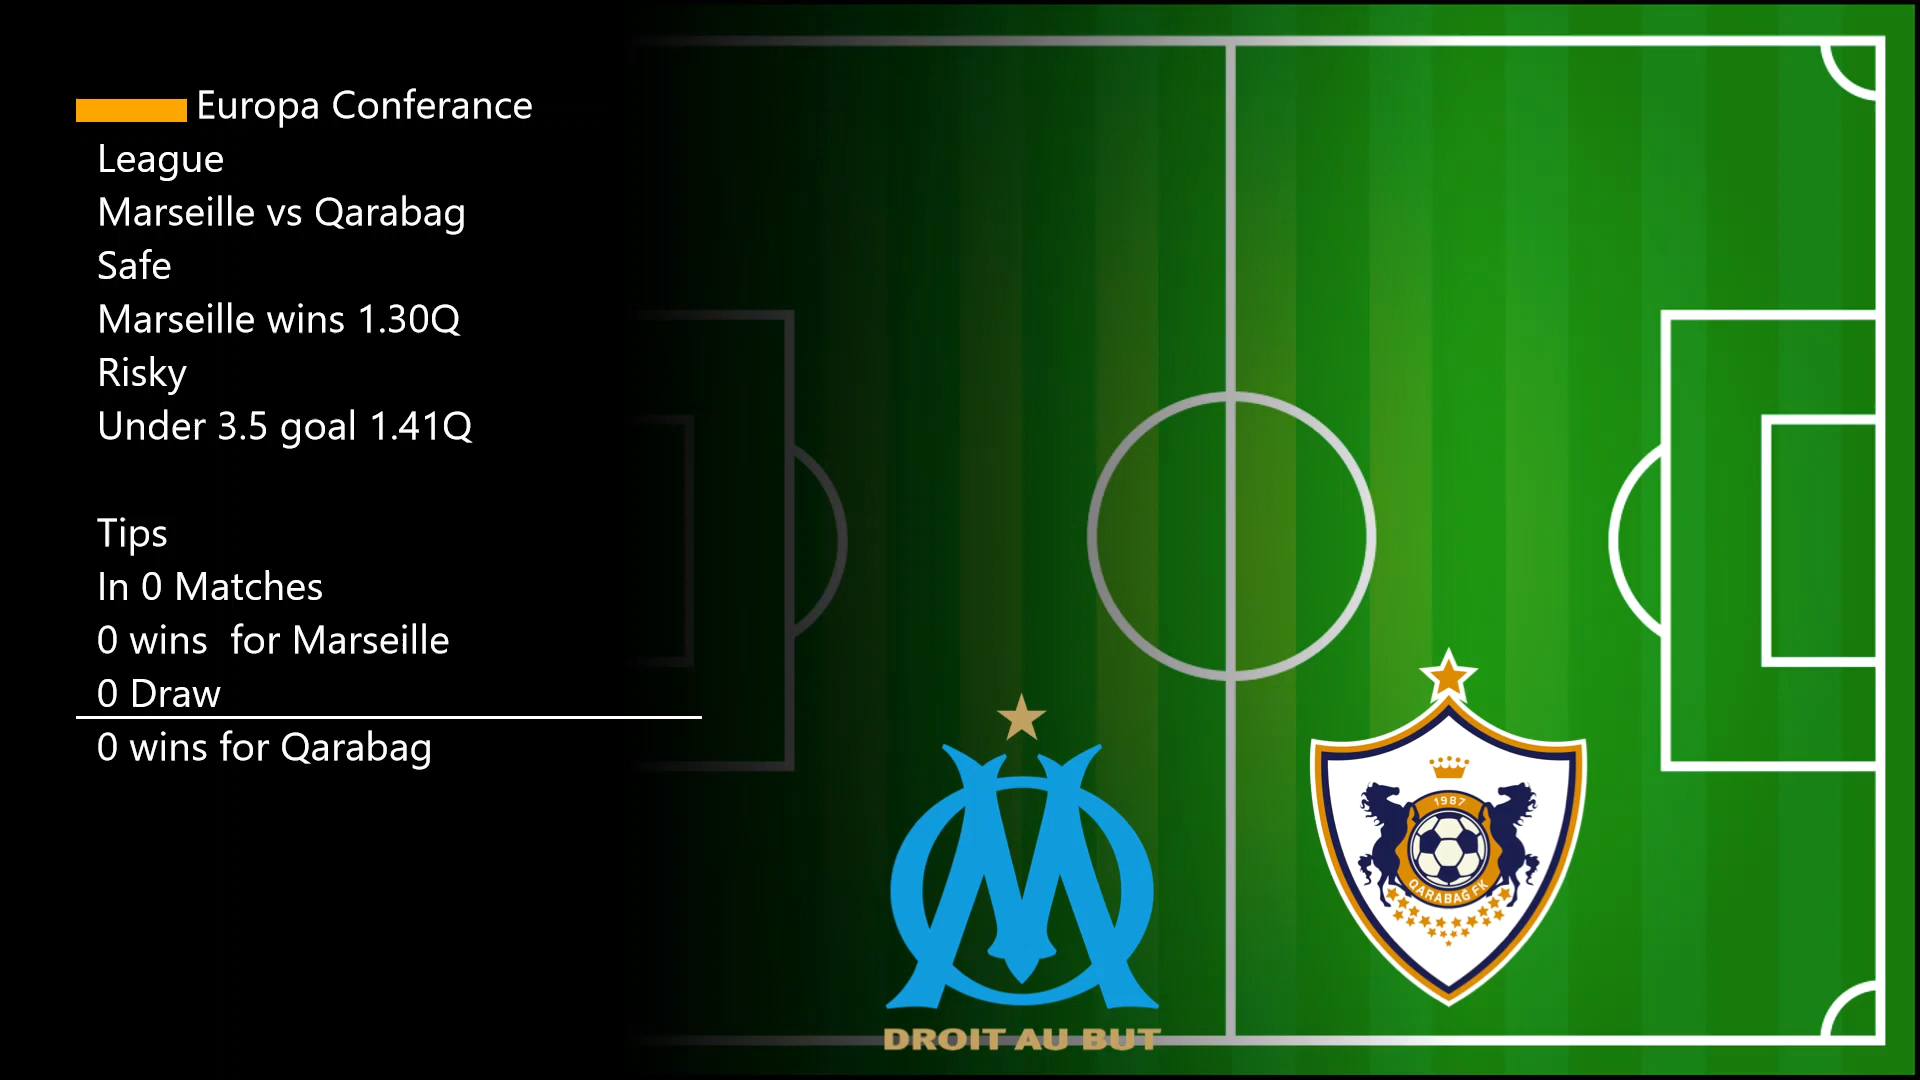 Europa Conferance
League
Marseille vs Qarabag
Safe
Marseille wins 1.30Q
Risky
Under 3.5 goal 1.41Q
Tips
In 0 Matches
0 wins  for Marseille
0 Draw
0 wins for Qarabag
DROIT AU BUT
1987
QARABAĞ FK